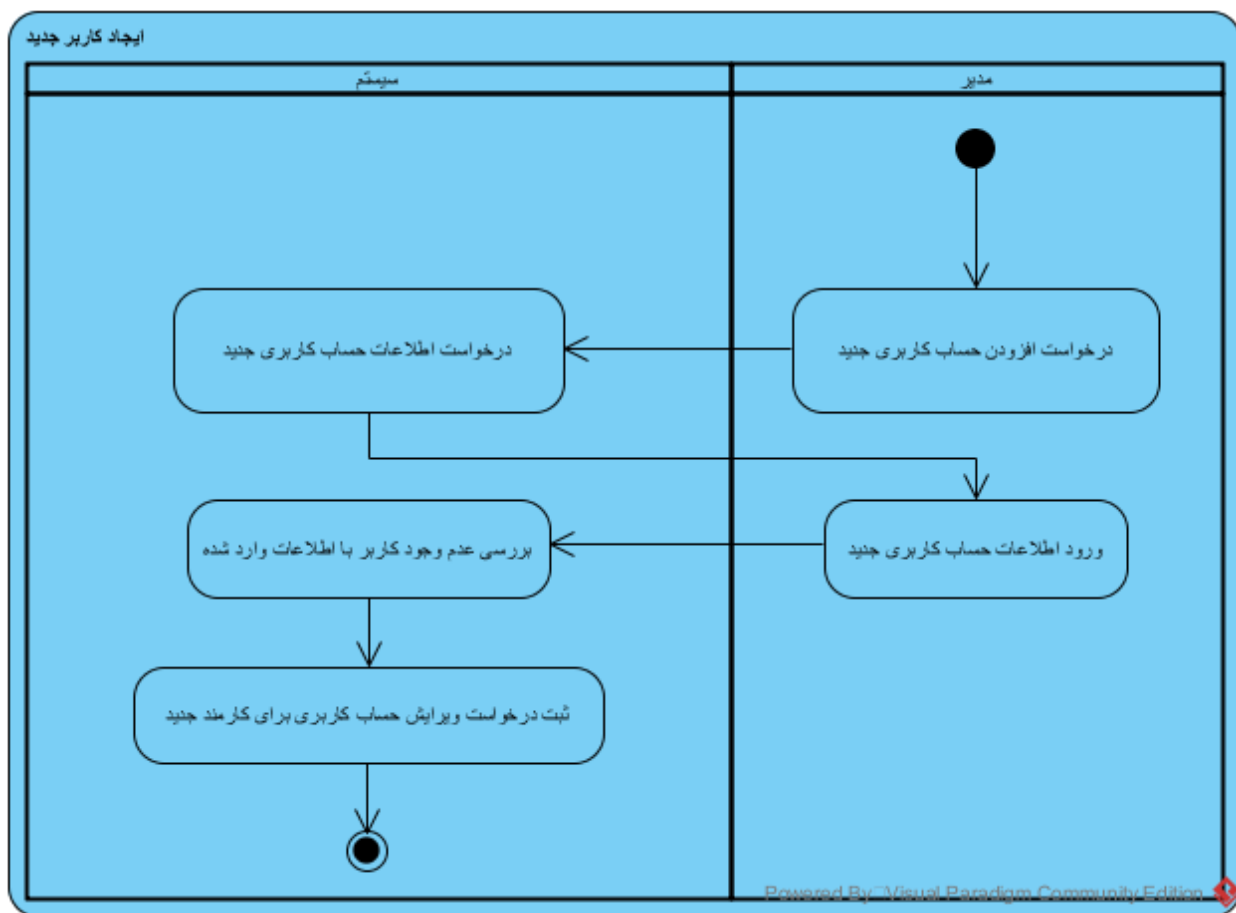 ایجاد کاربر جدید
مدیر
سیستم
درخواست افزودن حساب کاربری جدید
درخواست اطلاعات حساب کاربری جدید
ورود اطلاعات حساب کاربری جدید
بررسی عدم وجود کاربر با اطلاعات وارد شده
ثبت درخواست ویرایش حساب کاربری برای کارمند جدید
Powered By□Visual Paradigm Community Edition